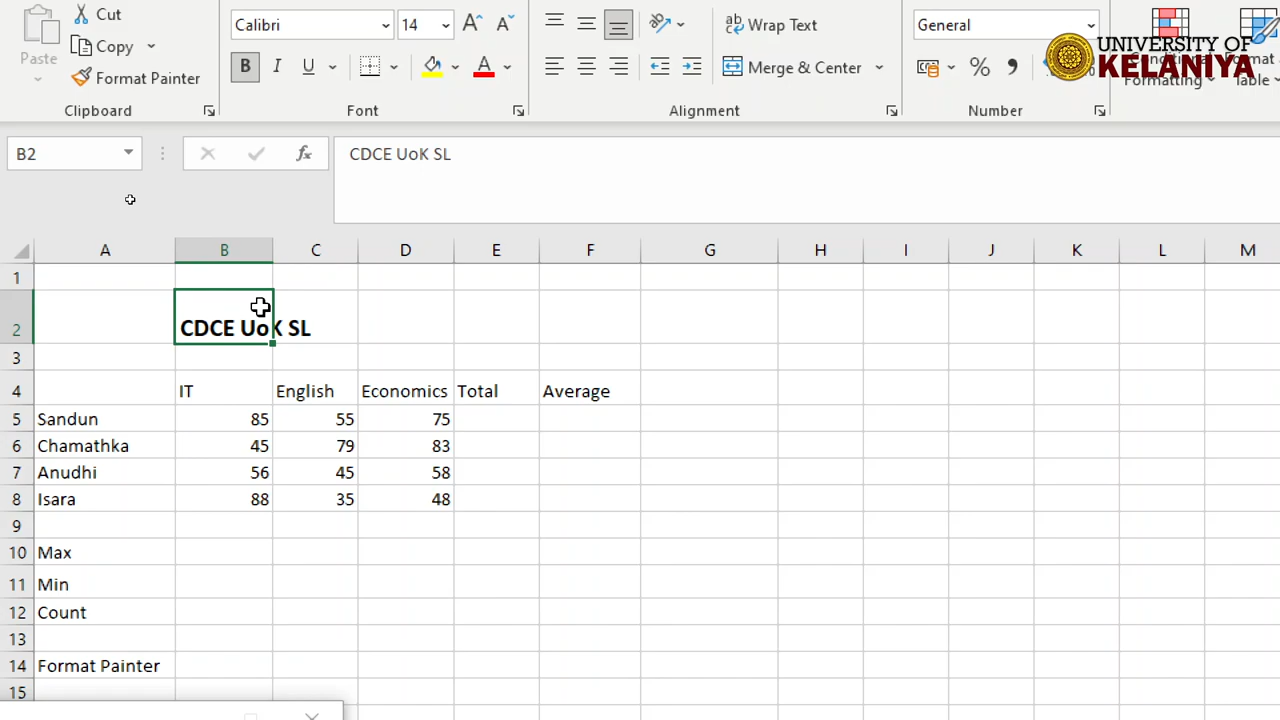 Cut
Copy
Paste
Format Painter
Clipboard
Calibri
14
B I U A
Font
Wrap Text
Merge & Center
Alignment
General
%
Number
Formatting
Table
UNIVERSITY OF
KELANIYA
B2
fx
CDCE UoK SL
A B C D E F G H I J K L M
1
2 CDCE UoK SL
3
4 IT English Economics Total Average
5 Sandun 85 55 75
6 Chamathka 45 79 83
7 Anudhi 56 45 58
8 Isara 88 35 48
9
10 Max
11 Min
12 Count
13
14 Format Painter
15